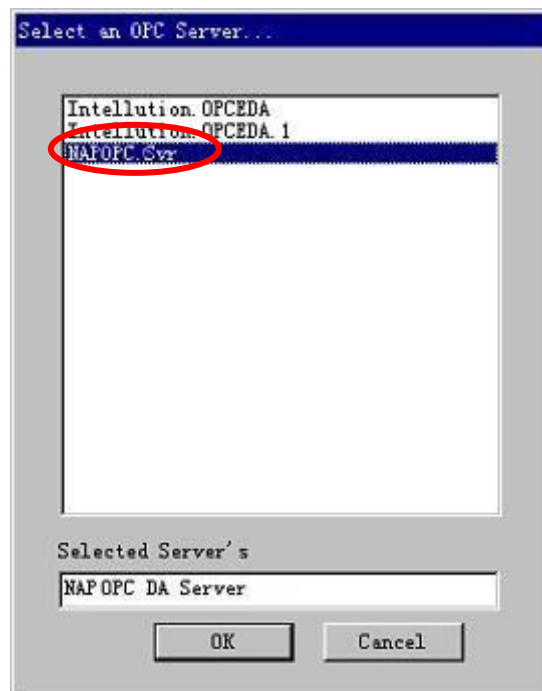 Select an OPC Server...
Intellution.OPCEDA
Intellution.OPCEDA.1
NAPOPC.Svr
Selected Server's
NAPOPC DA Server
OK
Cancel